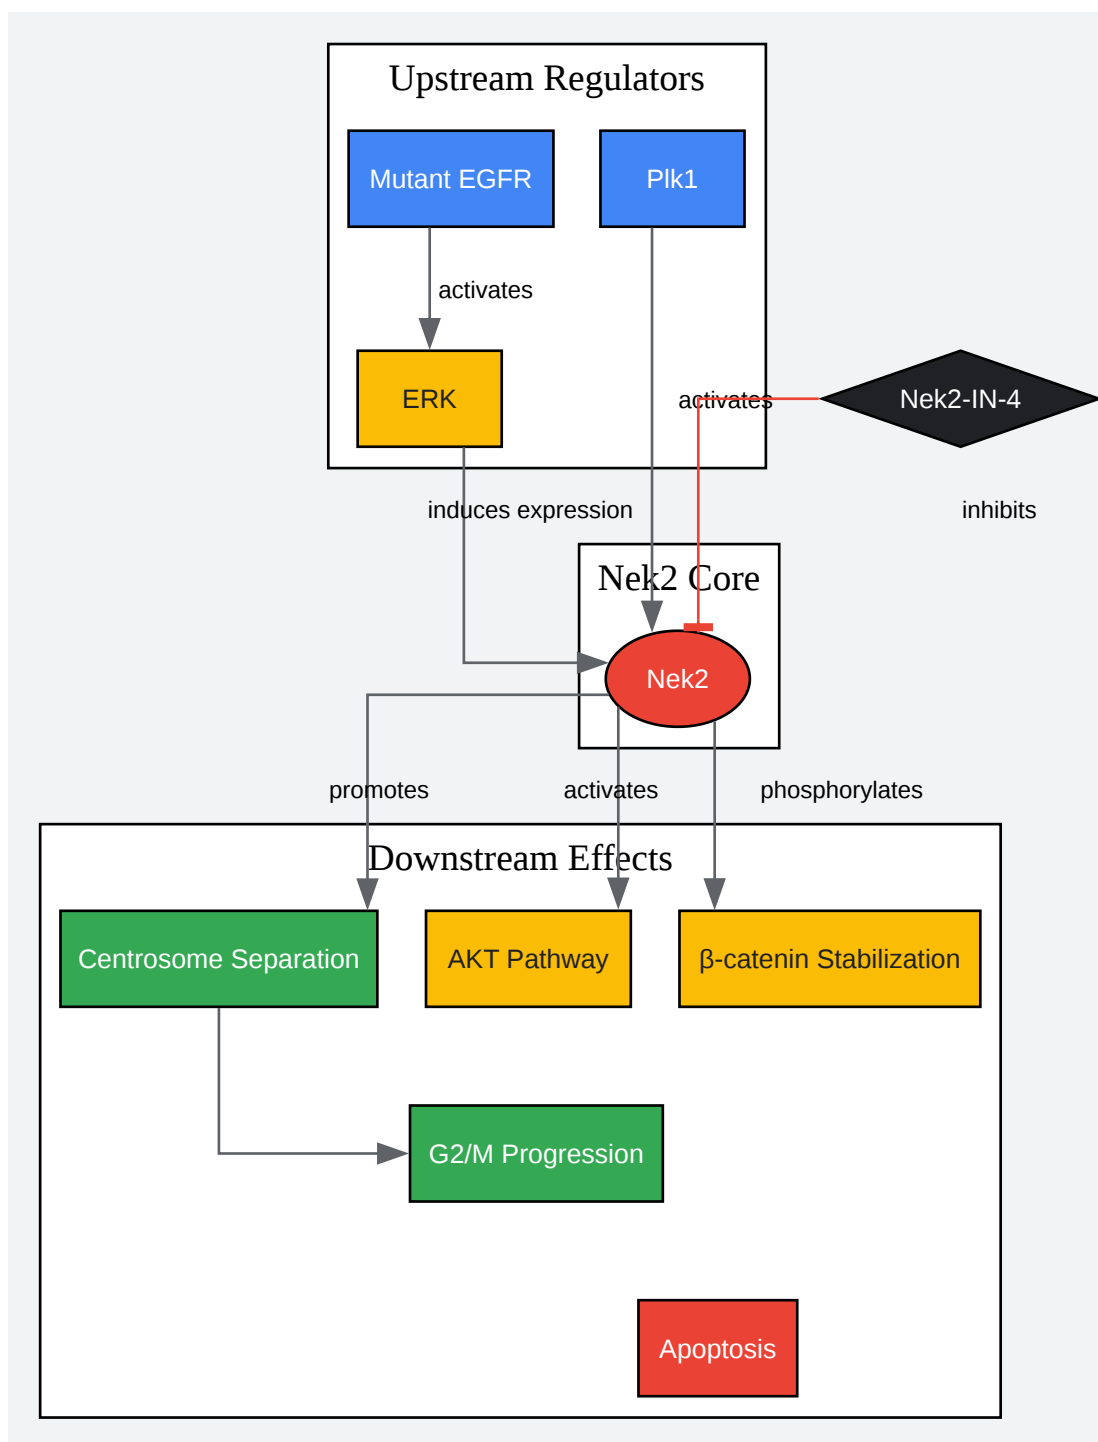 Upstream Regulators
Mutant EGFR
Plk1
activates
ERK
activates
Nek2-IN-4
induces expression
inhibits
Nek2 Core
Nek2
promotes
activates
phosphorylates
Downstream Effects
Centrosome Separation
AKT Pathway
β-catenin Stabilization
G2/M Progression
Apoptosis